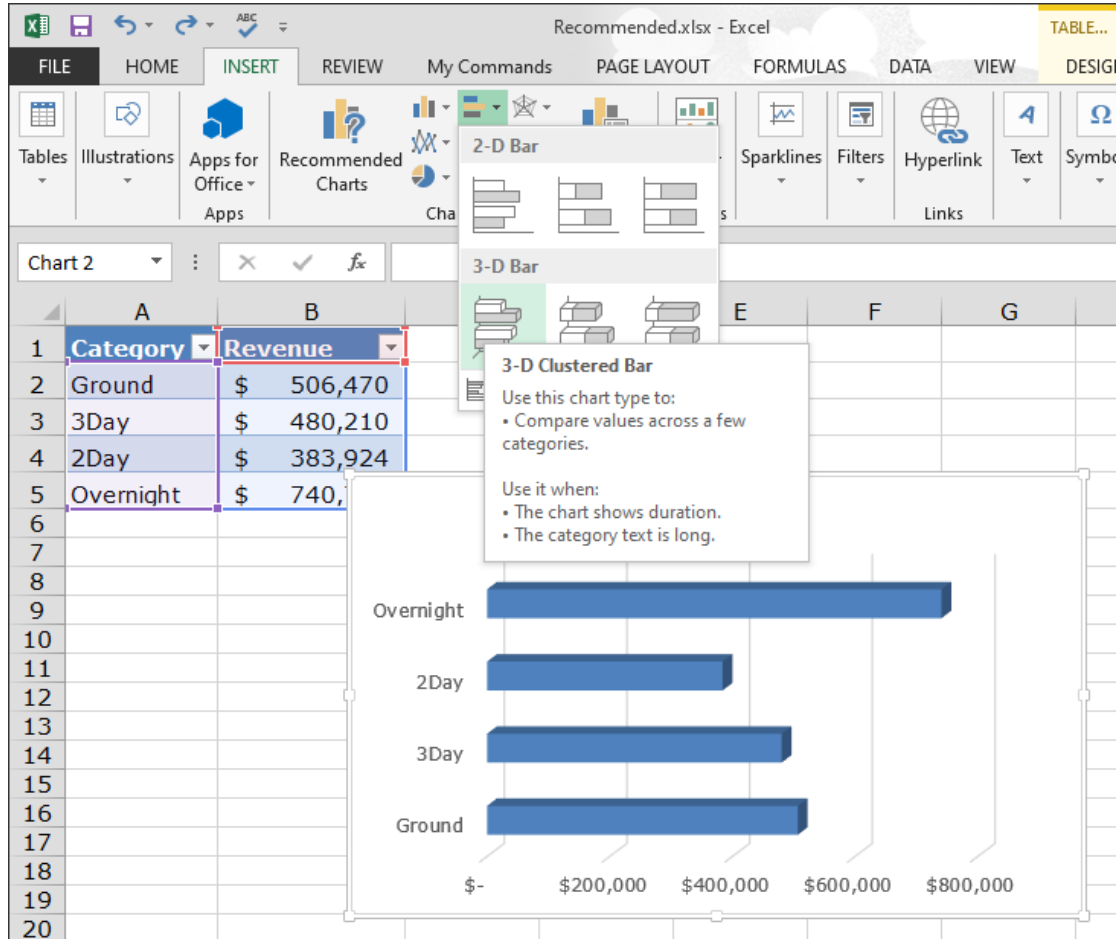 ABC
Recommended.xlsx - Excel
TABLE...
FILE HOME INSERT REVIEW My Commands PAGE LAYOUT FORMULAS DATA VIEW DESIG
Tables Illustrations Apps for Office Recommended Charts Sparklines Filters Hyperlink Text Symbo
Apps Cha s Links
2-D Bar
3-D Bar
Chart 2 fx
A B E F G
1 Category Revenue
2 Ground $ 506,470
3 3Day $ 480,210
4 2Day $ 383,924
5 Overnight $ 740,
3-D Clustered Bar
Use this chart type to:
• Compare values across a few
categories.
Use it when:
• The chart shows duration.
• The category text is long.
6
7
8
9
10
11
12
13
14
15
16
17
18
19
20
Overnight
2Day
3Day
Ground
$- $200,000 $400,000 $600,000 $800,000